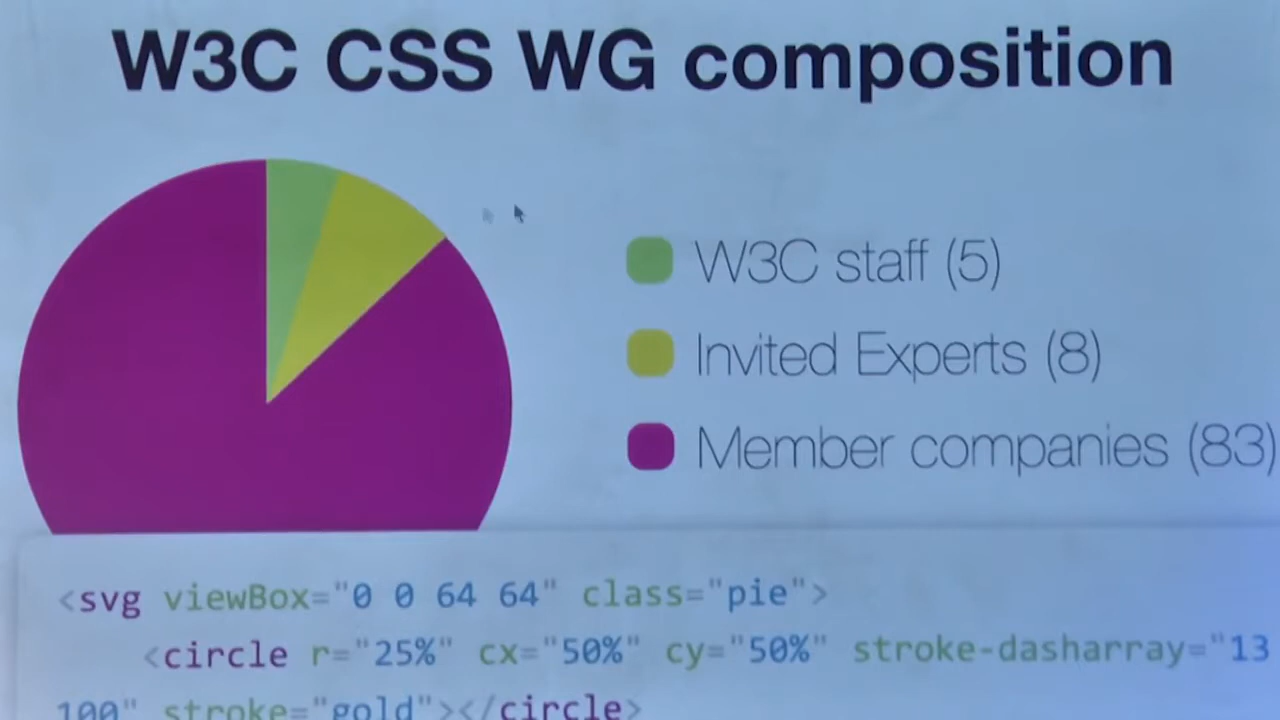 W3C CSS WG composition
W3C staff (5)
Invited Experts (8)
Member companies (83)
<svg viewBox="0 0 64 64" class="pie">
<circle r="25%" cx="50%" cy="50%" stroke-dasharray="13
100" stroke="gold"></circle>